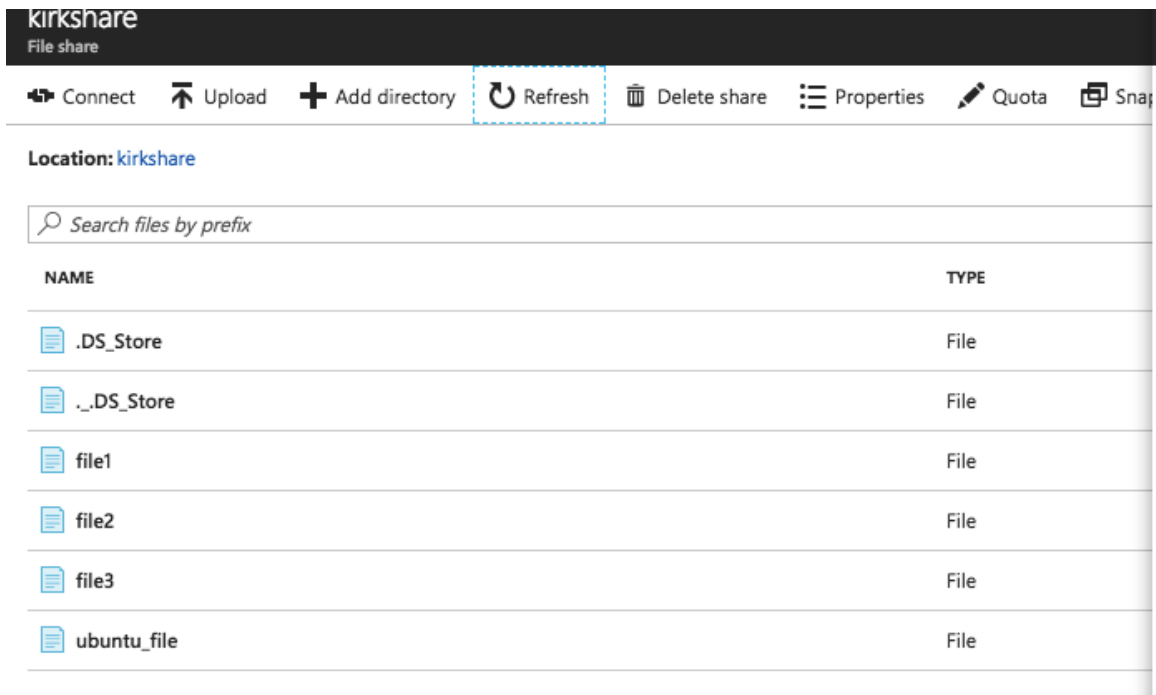 kirkshare
File share
Connect Upload Add directory Refresh Delete share Properties Quota
Location: kirkshare
Search files by prefix
NAME TYPE
.DS_Store File
._.DS_Store File
file1 File
file2 File
file3 File
ubuntu_file File